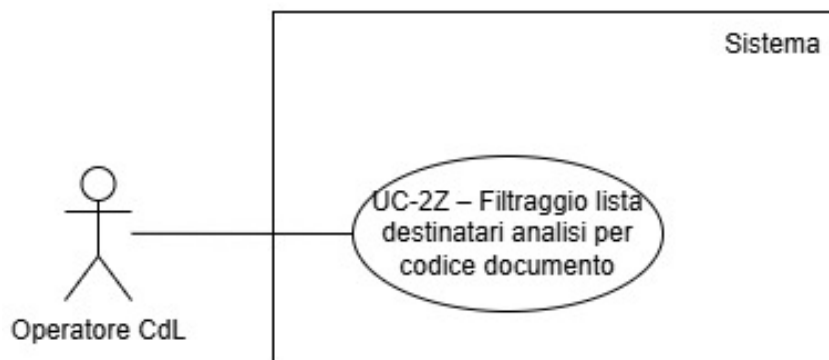 Sistema
UC-2Z – Filtraggio lista
destinatari analisi per
codice documento
Operatore CdL